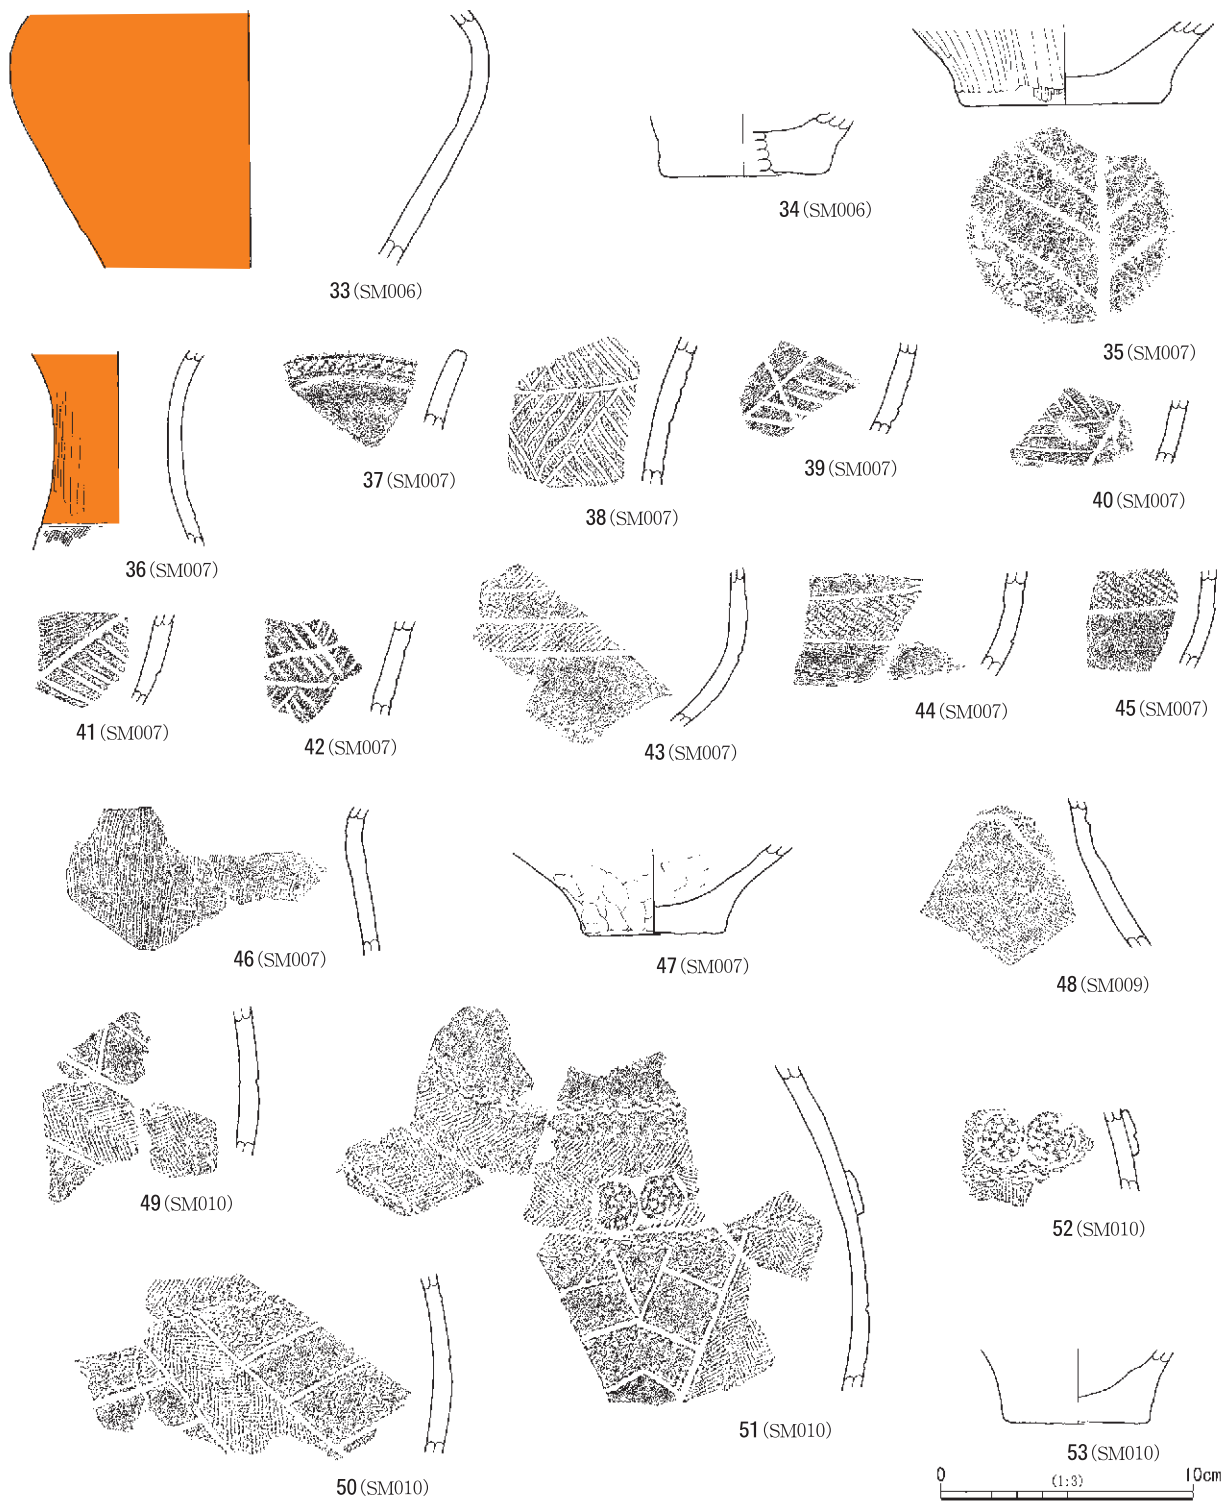 33 (SM006)
34 (SM006)
35 (SM007)
36 (SM007)
37 (SM007)
38 (SM007)
39 (SM007)
40 (SM007)
41 (SM007)
42 (SM007)
43 (SM007)
44 (SM007)
45 (SM007)
46 (SM007)
47 (SM007)
48 (SM009)
49 (SM010)
50 (SM010)
51 (SM010)
52 (SM010)
53 (SM010)
0 (1:3) 10cm